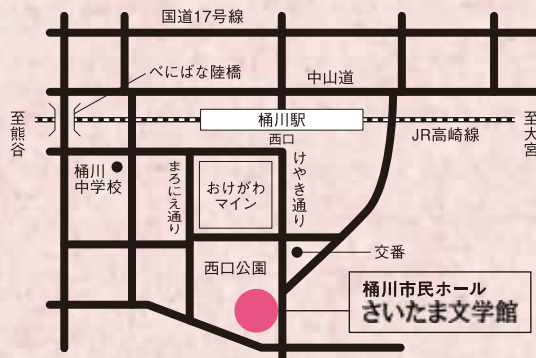 国道17号線
べにばな陸橋
中山道
至熊谷
桶川駅
至大宮
西口
JR高崎線
桶川
中学校
まろにえ通り
おけがわ
マイン
けやき通り
交番
西口公園
桶川市民ホール
さいたま文学館